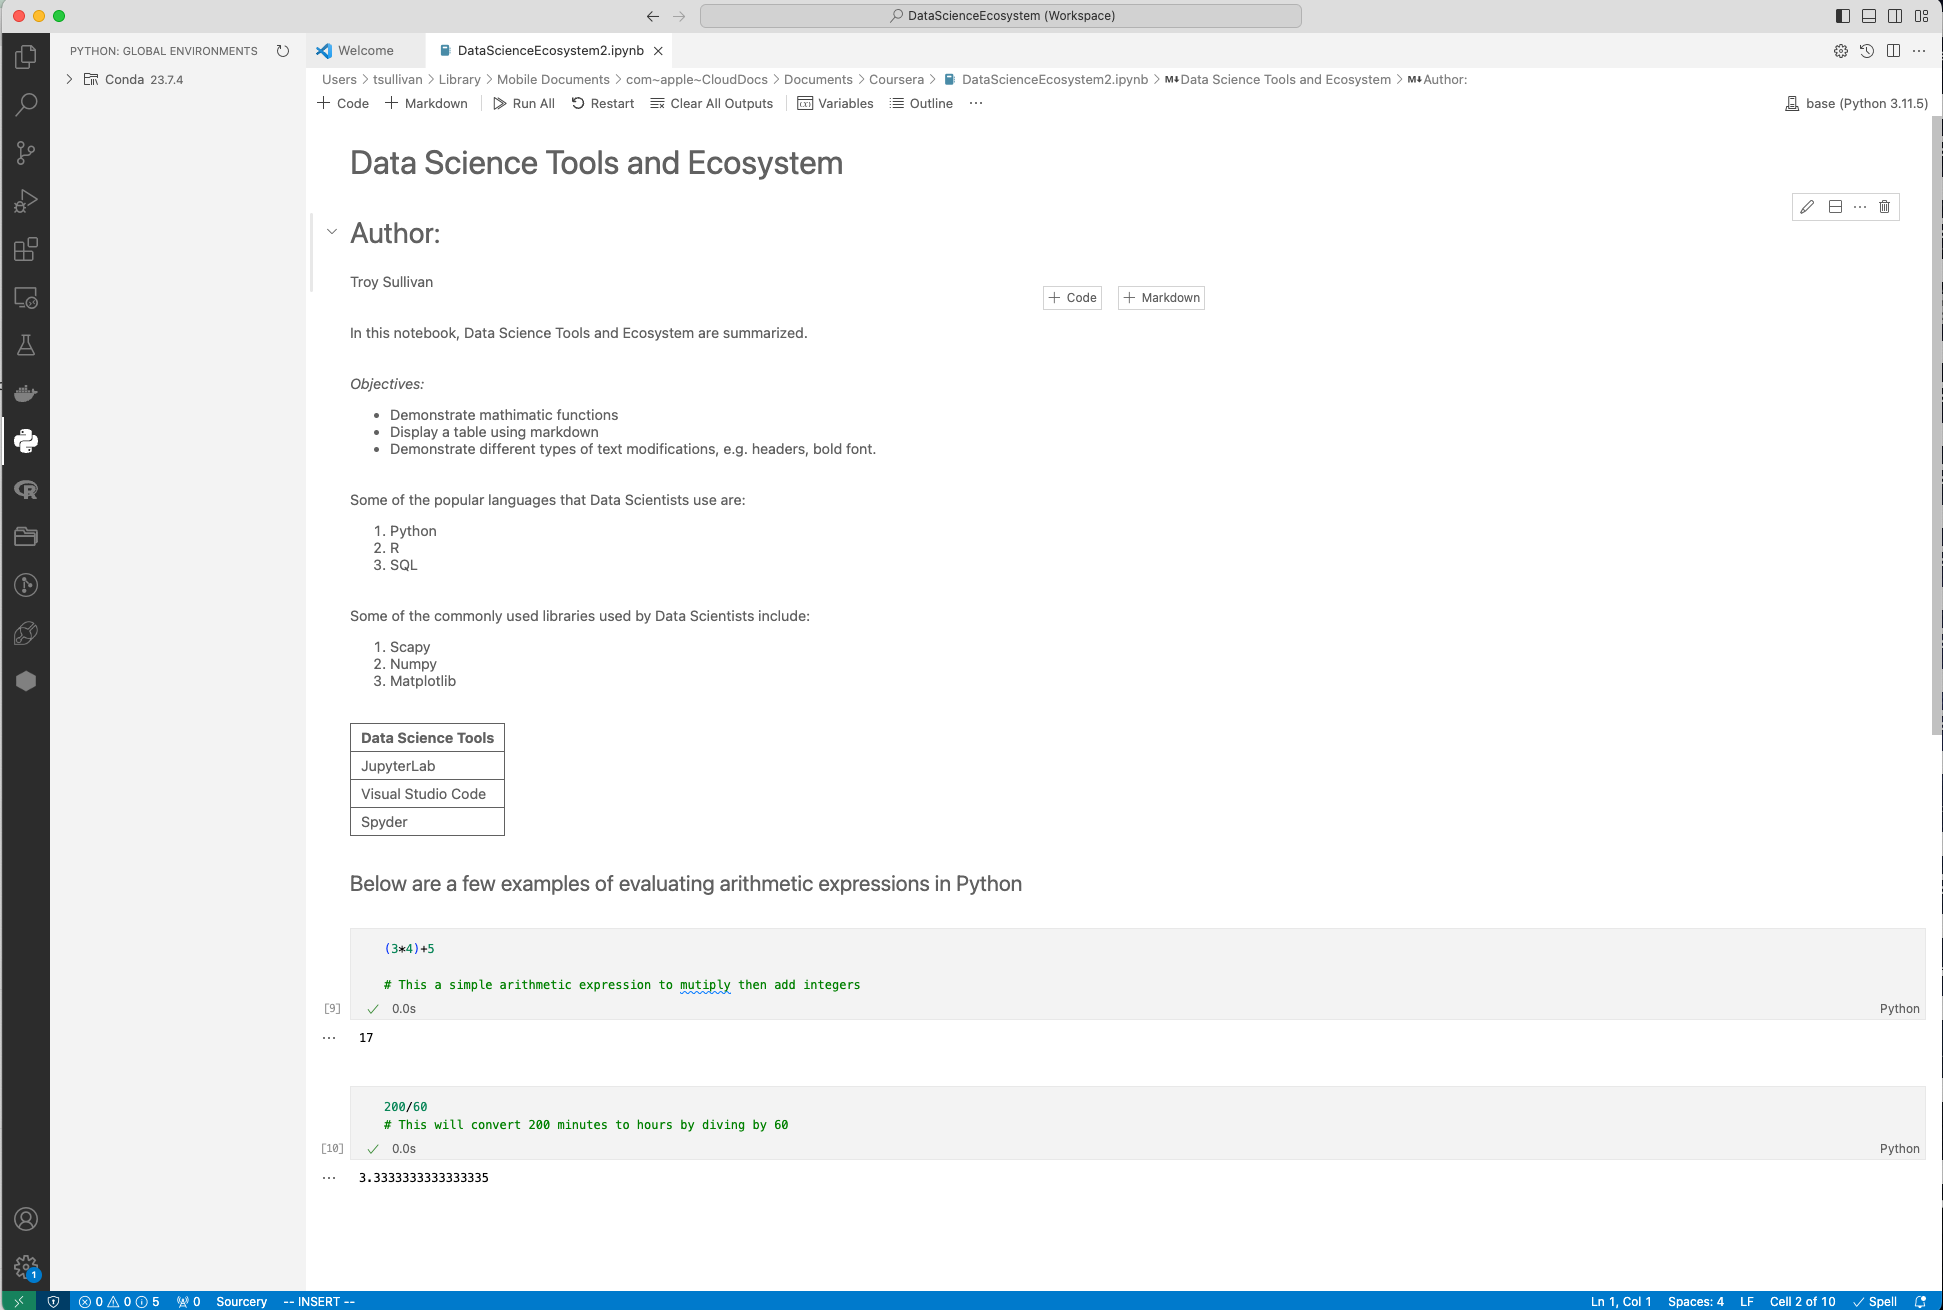 DataScienceEcosystem (Workspace)
PYTHON: GLOBAL ENVIRONMENTS
Conda 23.7.4
Welcome
DataScienceEcosystem2.ipynb
Users > tsullivan > Library > Mobile Documents > com~apple~CloudDocs > Documents > Coursera > DataScienceEcosystem2.ipynb > M↓Data Science Tools and Ecosystem > M↓Author:
+ Code + Markdown Run All Restart Clear All Outputs Variables Outline ...
base (Python 3.11.5)
Data Science Tools and Ecosystem
Author:
Troy Sullivan
+ Code + Markdown
In this notebook, Data Science Tools and Ecosystem are summarized.
Objectives:
• Demonstrate mathimatic functions
• Display a table using markdown
• Demonstrate different types of text modifications, e.g. headers, bold font.
Some of the popular languages that Data Scientists use are:
1. Python
2. R
3. SQL
Some of the commonly used libraries used by Data Scientists include:
1. Scapy
2. Numpy
3. Matplotlib
Data Science Tools
JupyterLab
Visual Studio Code
Spyder
Below are a few examples of evaluating arithmetic expressions in Python
(3*4)+5
# This a simple arithmetic expression to mutiply then add integers
[9] ✓ 0.0s Python
... 17
200/60
# This will convert 200 minutes to hours by diving by 60
[10] ✓ 0.0s Python
... 3.3333333333333335
1
0 0 5 0 Sourcery -- INSERT -- Ln 1, Col 1 Spaces: 4 LF Cell 2 of 10 ✓ Spell